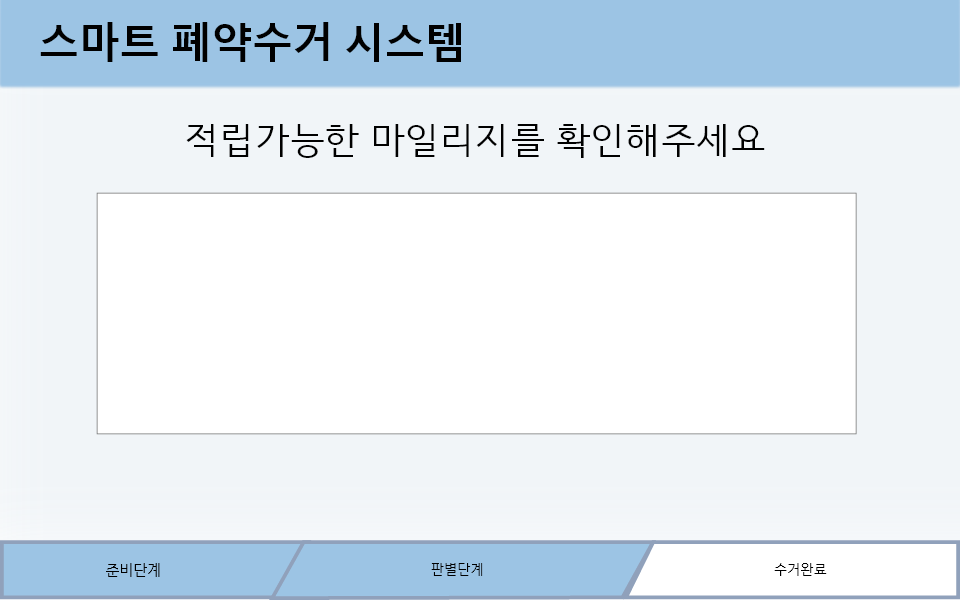 스마트 폐약수거 시스템
적립가능한 마일리지를 확인해주세요
준비단계
판별단계
수거완료